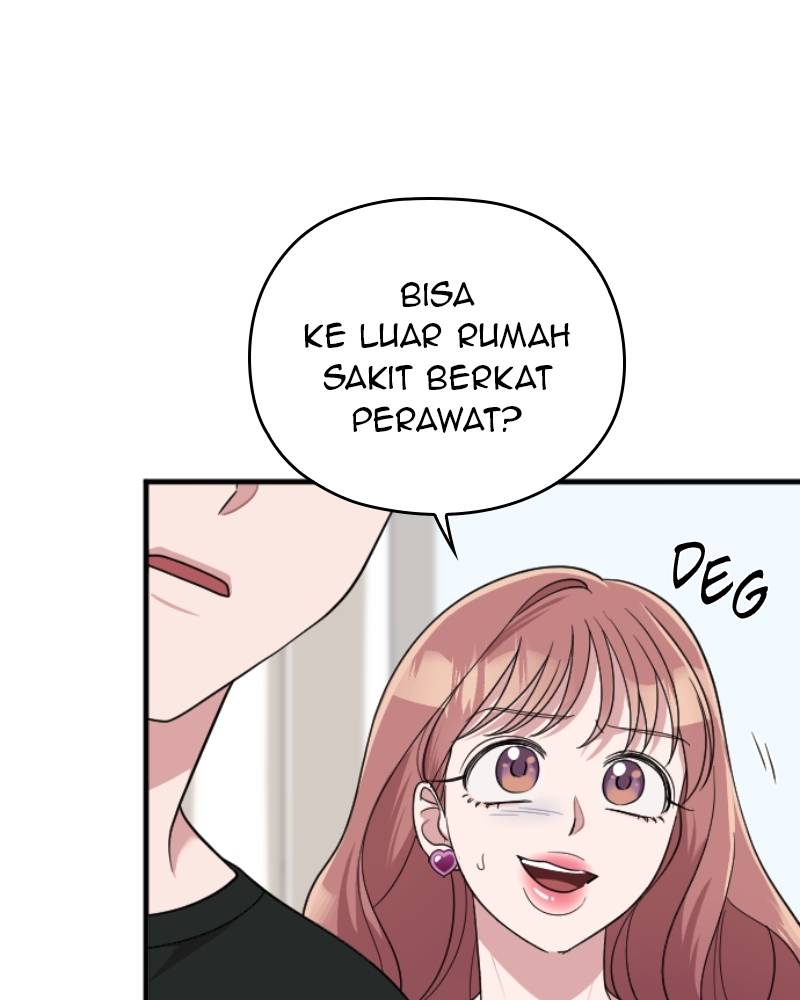 BISA
KE LUAR RUMAH
SAKIT BERKAT
PERAWAT?
DEG